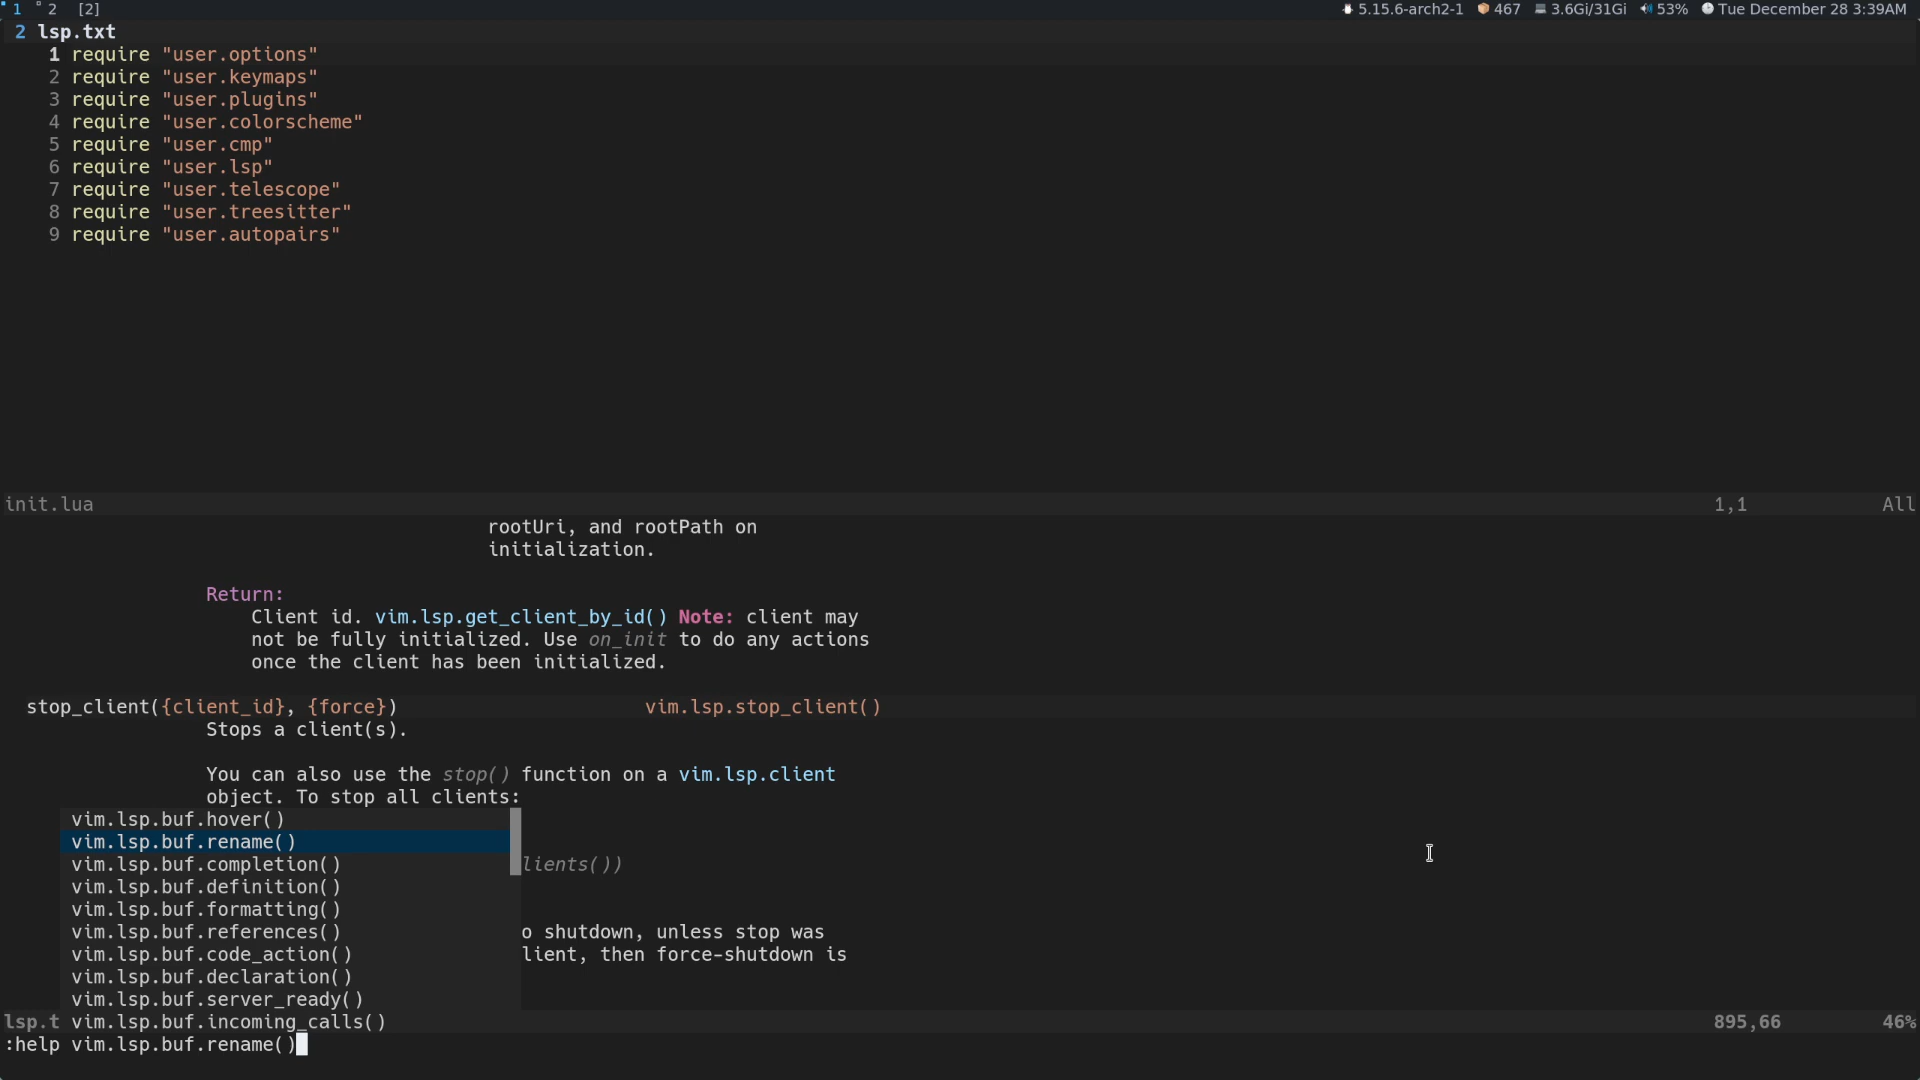 1 2 [2] 5.15.6-arch2-1 467 3.6Gi/31Gi 53% Tue December 28 3:39AM
2 lsp.txt
1 require "user.options"
2 require "user.keymaps"
3 require "user.plugins"
4 require "user.colorscheme"
5 require "user.cmp"
6 require "user.lsp"
7 require "user.telescope"
8 require "user.treesitter"
9 require "user.autopairs"
init.lua 1,1 All
rootUri, and rootPath on
initialization.
Return:
Client id. vim.lsp.get_client_by_id() Note: client may
not be fully initialized. Use on_init to do any actions
once the client has been initialized.
stop_client({client_id}, {force}) vim.lsp.stop_client()
Stops a client(s).
You can also use the stop() function on a vim.lsp.client
object. To stop all clients:
vim.lsp.buf.hover()
vim.lsp.buf.rename()
vim.lsp.buf.completion() lients())
vim.lsp.buf.definition()
vim.lsp.buf.formatting()
vim.lsp.buf.references() o shutdown, unless stop was
vim.lsp.buf.code_action() lient, then force-shutdown is
vim.lsp.buf.declaration()
vim.lsp.buf.server_ready()
lsp.t vim.lsp.buf.incoming_calls() 895,66 46%
:help vim.lsp.buf.rename()